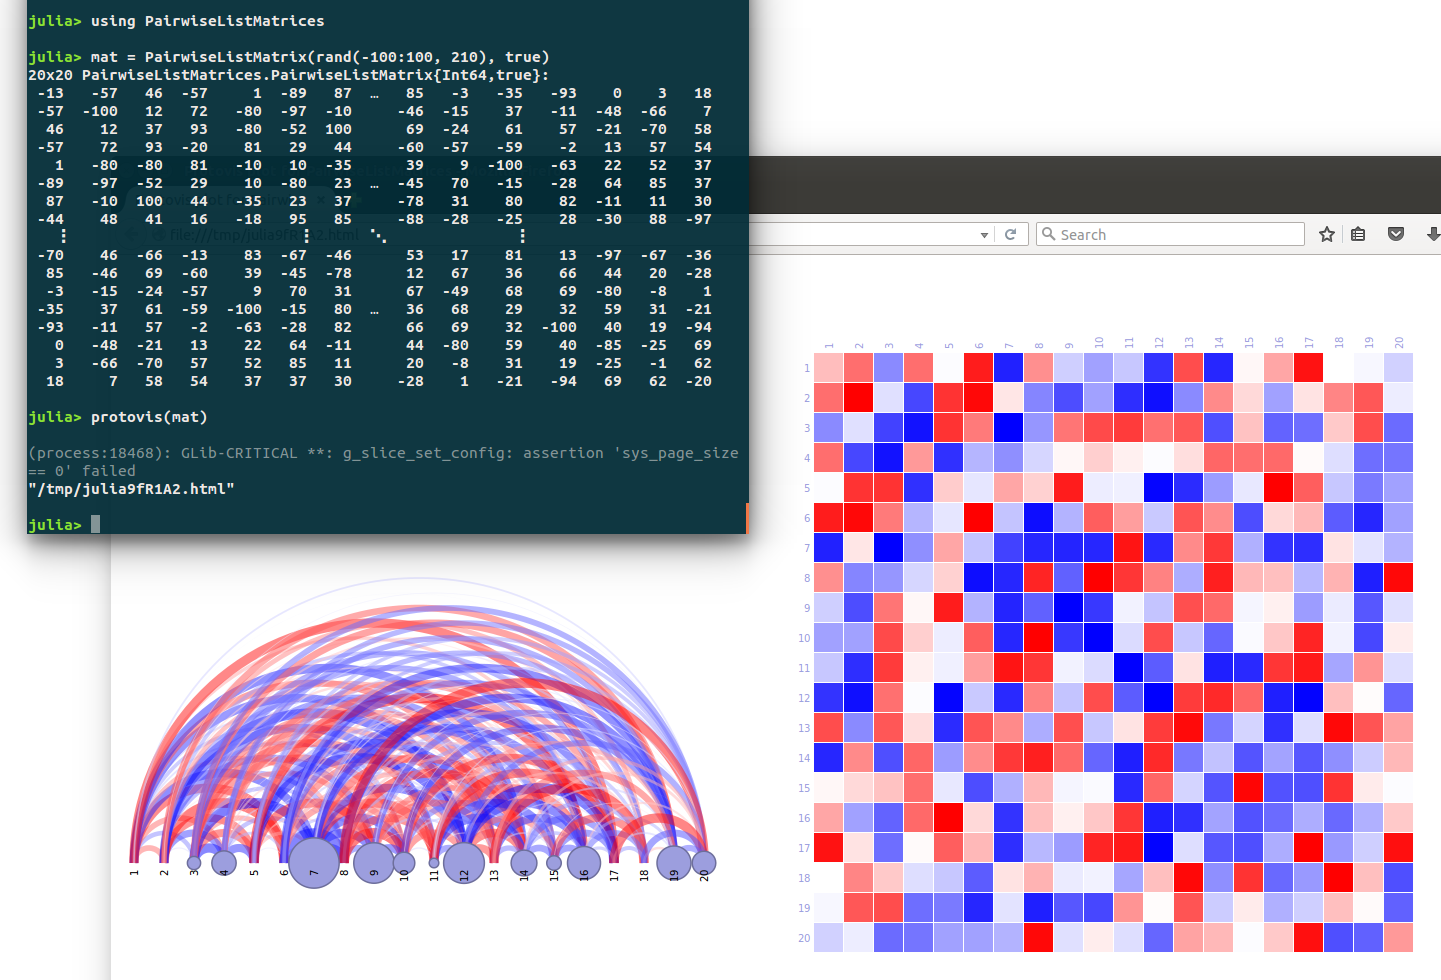 julia> using PairwiseListMatrices
julia> mat = PairwiseListMatrix(rand(-100:100, 210), true)
20x20 PairwiseListMatrices.PairwiseListMatrix{Int64,true}:
-13 -57 46 -57 1 -89 87 … 85 -3 -35 -93 0 3 18
-57 -100 12 72 -80 -97 -10 -46 -15 37 -11 -48 -66 7
46 12 37 93 -80 -52 100 69 -24 61 57 -21 -70 58
-57 72 93 -20 81 29 44 -60 -57 -59 -2 13 57 54
1 -80 -80 81 -10 10 -35 39 9 -100 -63 22 52 37
-89 -97 -52 29 10 -80 23 … -45 70 -15 -28 64 85 37
87 -10 100 44 -35 23 37 -78 31 80 82 -11 11 30
-44 48 41 16 -18 95 85 -88 -28 -25 28 -30 88 -97
⋮ ⋮ ⋱ ⋮
-70 46 -66 -13 83 -67 -46 53 17 81 13 -97 -67 -36
85 -46 69 -60 39 -45 -78 12 67 36 66 44 20 -28
-3 -15 -24 -57 9 70 31 67 -49 68 69 -80 -8 1
-35 37 61 -59 -100 -15 80 … 36 68 29 32 59 31 -21
-93 -11 57 -2 -63 -28 82 66 69 32 -100 40 19 -94
0 -48 -21 13 22 64 -11 44 -80 59 40 -85 -25 69
3 -66 -70 57 52 85 11 20 -8 31 19 -25 -1 62
18 7 58 54 37 37 30 -28 1 -21 -94 69 62 -20
julia> protovis(mat)
(process:18468): GLib-CRITICAL **: g_slice_set_config: assertion 'sys_page_size
== 0' failed
"/tmp/julia9fR1A2.html"
julia>
file:///tmp/julia9fR1A2.html
Search
1 2 3 4 5 6 7 8 9 10 11 12 13 14 15 16 17 18 19 20
1
2
3
4
5
6
7
8
9
10
11
12
13
14
15
16
17
18
19
20
1 2 3 4 5 6 7 8 9 10 11 12 13 14 15 16 17 18 19 20